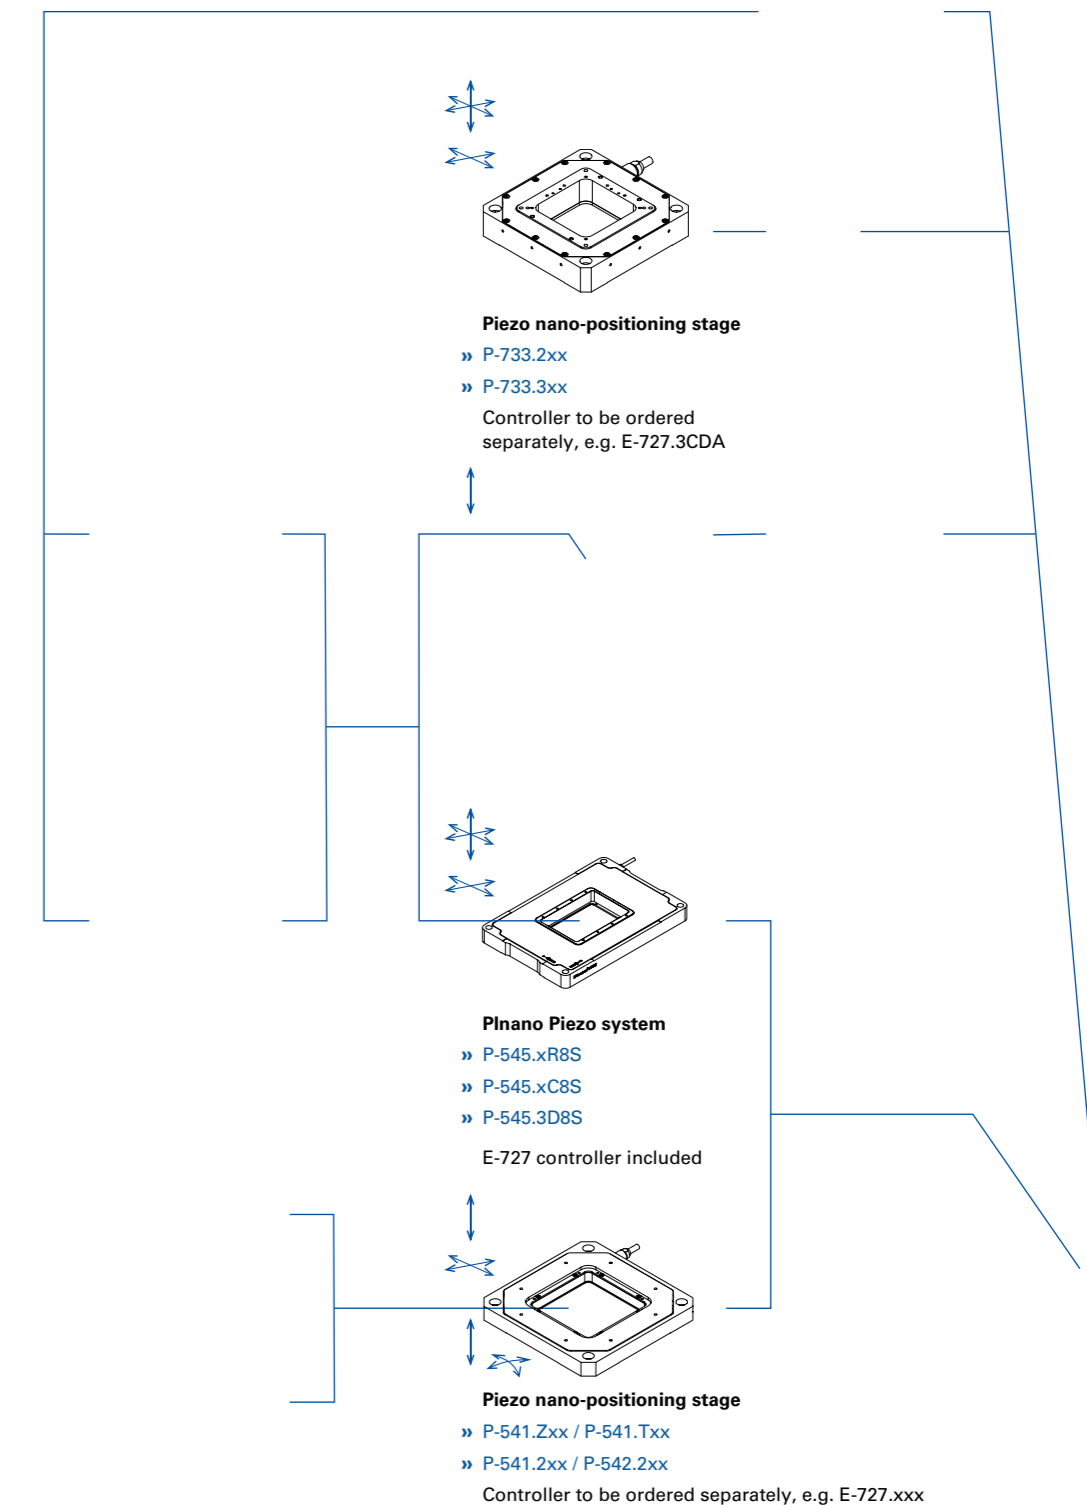 Piezo nano-positioning stage
» P-733.2xx
» P-733.3xx
Controller to be ordered
separately, e.g. E-727.3CDA
PInano Piezo system
» P-545.xR8S
» P-545.xC8S
» P-545.3D8S
E-727 controller included
Piezo nano-positioning stage
» P-541.Zxx / P-541.Txx
» P-541.2xx / P-542.2xx
Controller to be ordered separately, e.g. E-727.xxx